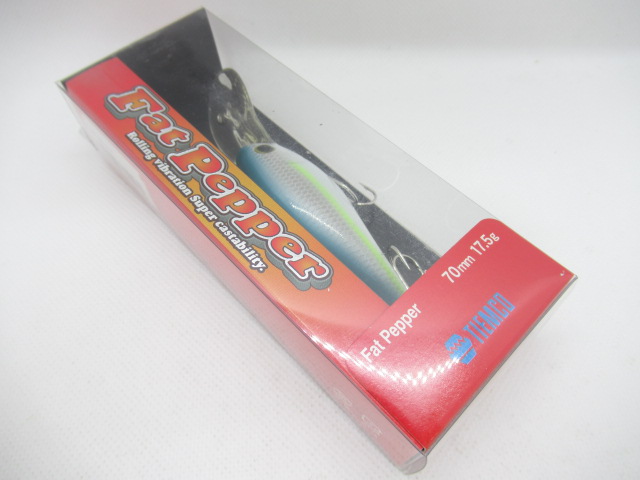 Fat Pepper
Rolling vibration Super castability.
Fat Pepper
70mm 17.5g
TIEMCO